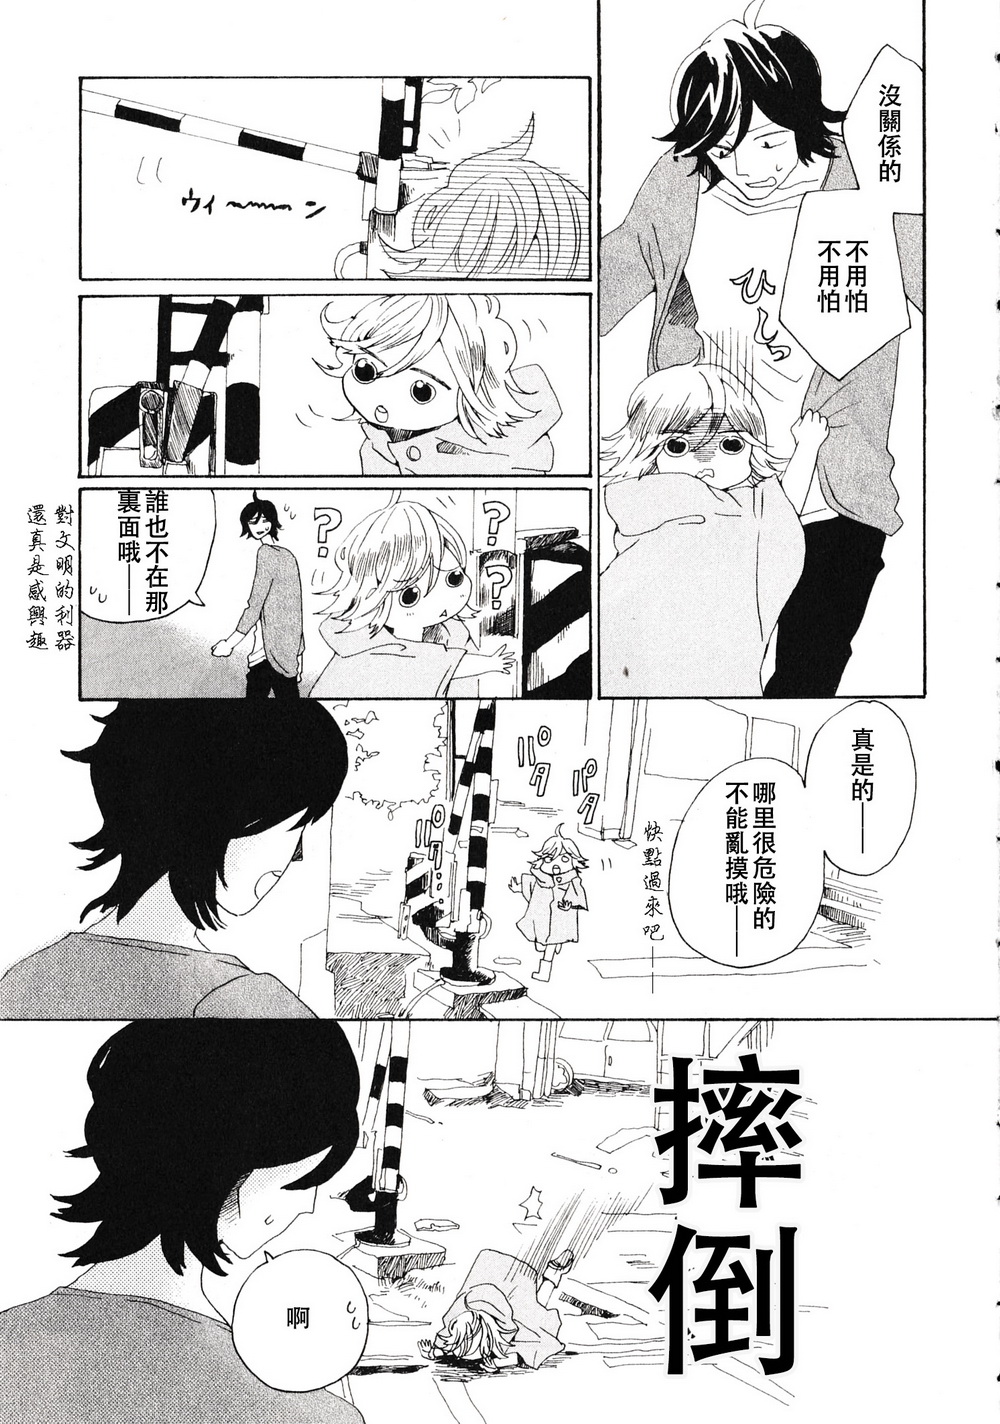 沒關係的
不用怕
不用怕
ひしっ
ウィーーン
誰也不在那
裏面哦——
對文明的利器
還真是感興趣
?
?
?
?
真是的——
哪里很危險的
不能亂摸哦——
快點過來吧——
パタ
パタ
パタ…
摔倒
啊